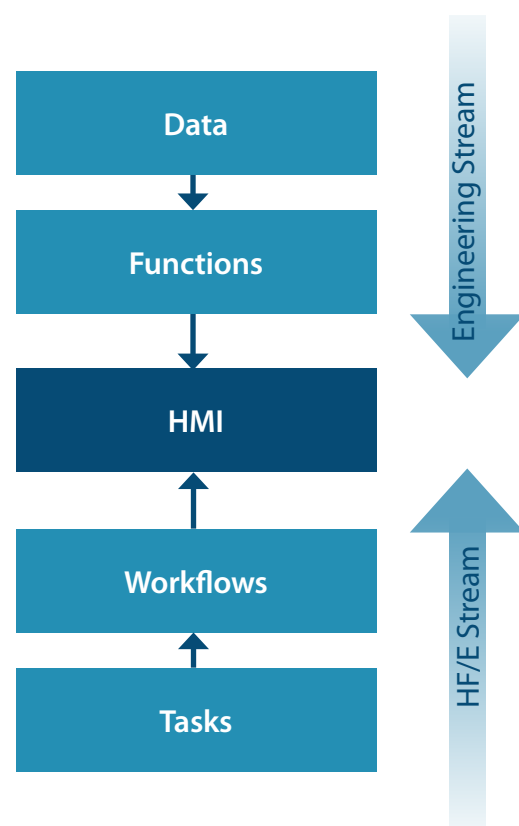 Data
Engineering Stream
Functions
HMI
Workflows
HF/E Stream
Tasks